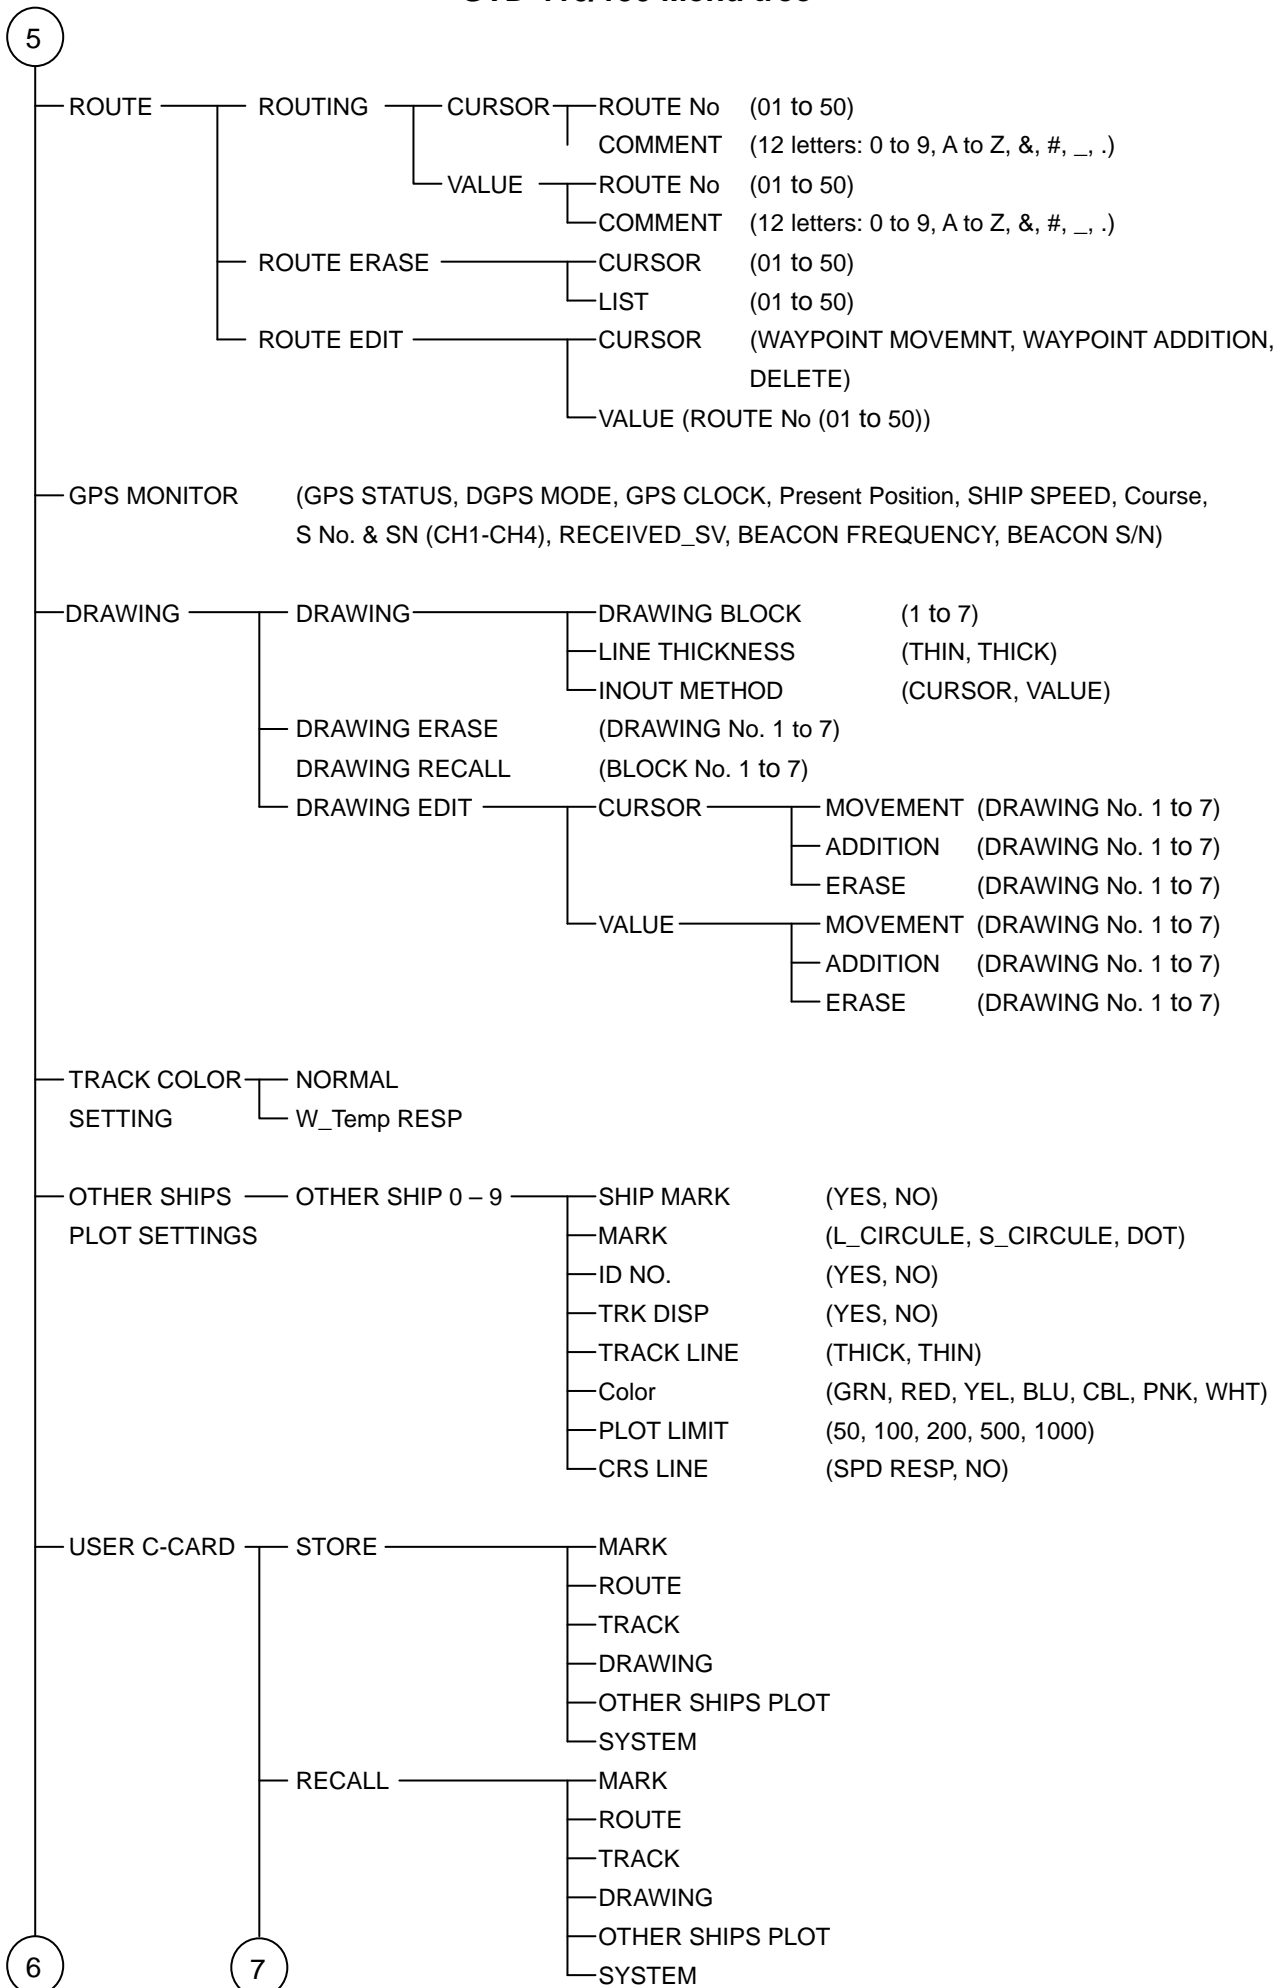 5
ROUTE ROUTING CURSOR ROUTE No (01 to 50)
COMMENT (12 letters: 0 to 9, A to Z, &, #, _, .)
VALUE ROUTE No (01 to 50)
COMMENT (12 letters: 0 to 9, A to Z, &, #, _, .)
ROUTE ERASE CURSOR (01 to 50)
LIST (01 to 50)
ROUTE EDIT CURSOR (WAYPOINT MOVEMNT, WAYPOINT ADDITION,
DELETE)
VALUE (ROUTE No (01 to 50))
GPS MONITOR (GPS STATUS, DGPS MODE, GPS CLOCK, Present Position, SHIP SPEED, Course,
S No. & SN (CH1-CH4), RECEIVED_SV, BEACON FREQUENCY, BEACON S/N)
DRAWING DRAWING DRAWING BLOCK (1 to 7)
LINE THICKNESS (THIN, THICK)
INOUT METHOD (CURSOR, VALUE)
DRAWING ERASE (DRAWING No. 1 to 7)
DRAWING RECALL (BLOCK No. 1 to 7)
DRAWING EDIT CURSOR MOVEMENT (DRAWING No. 1 to 7)
ADDITION (DRAWING No. 1 to 7)
ERASE (DRAWING No. 1 to 7)
VALUE MOVEMENT (DRAWING No. 1 to 7)
ADDITION (DRAWING No. 1 to 7)
ERASE (DRAWING No. 1 to 7)
TRACK COLOR NORMAL
SETTING W_Temp RESP
OTHER SHIPS OTHER SHIP 0 – 9 SHIP MARK (YES, NO)
PLOT SETTINGS MARK (L_CIRCULE, S_CIRCULE, DOT)
ID NO. (YES, NO)
TRK DISP (YES, NO)
TRACK LINE (THICK, THIN)
Color (GRN, RED, YEL, BLU, CBL, PNK, WHT)
PLOT LIMIT (50, 100, 200, 500, 1000)
CRS LINE (SPD RESP, NO)
USER C-CARD STORE MARK
ROUTE
TRACK
DRAWING
OTHER SHIPS PLOT
SYSTEM
RECALL MARK
ROUTE
TRACK
DRAWING
OTHER SHIPS PLOT
6 7
SYSTEM